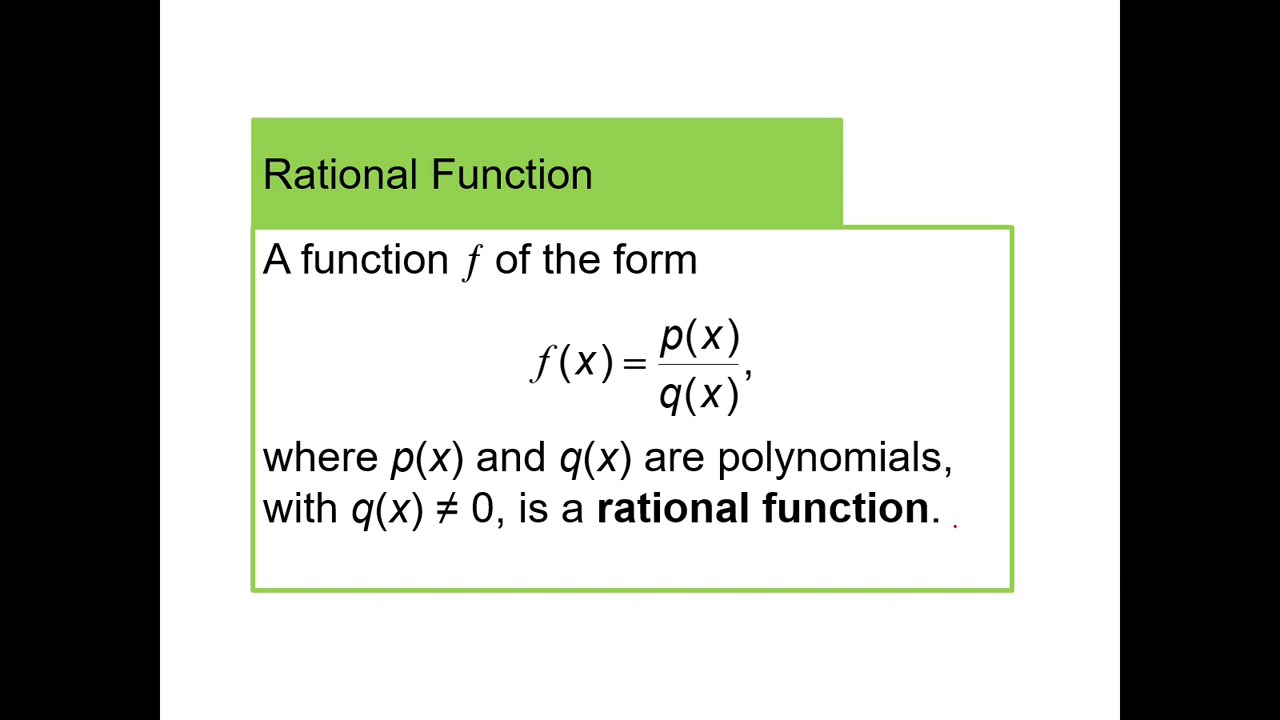 Rational Function
A function f of the form
f(x) = p(x)/q(x),
where p(x) and q(x) are polynomials,
with q(x) ≠ 0, is a rational function.